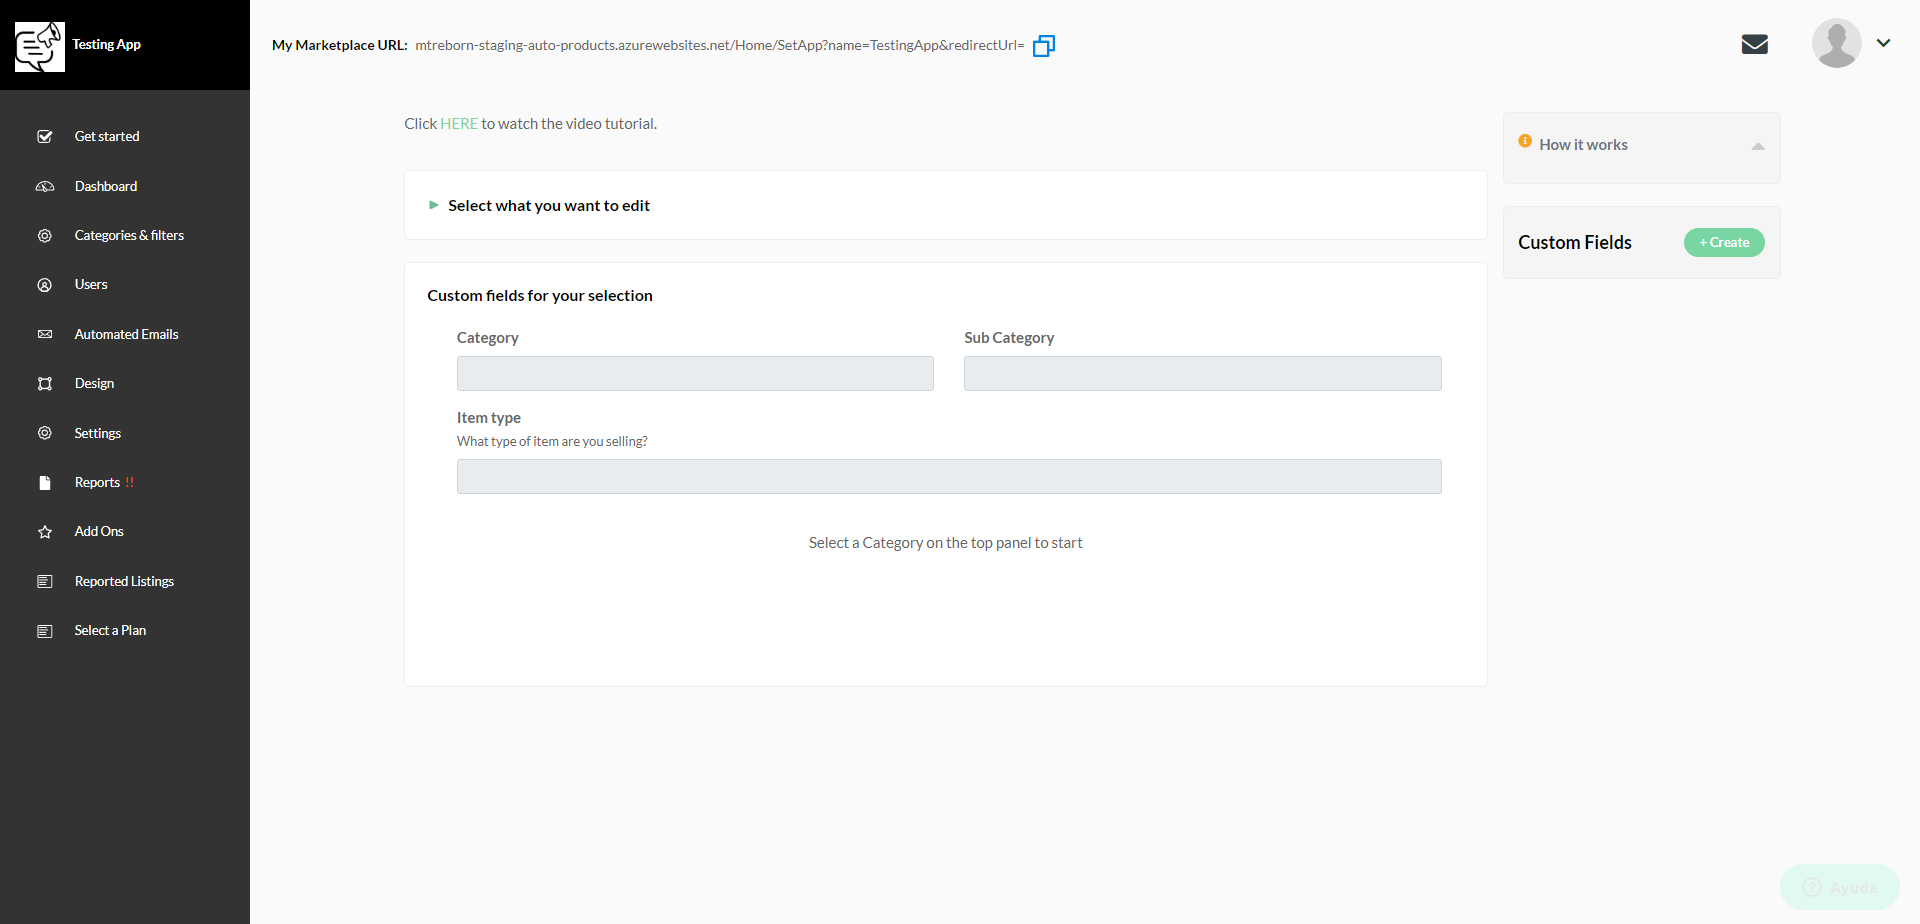 Testing App
My Marketplace URL: mtreborn-staging-auto-products.azurewebsites.net/Home/SetApp?name=TestingApp&redirectUrl=
Get started
Dashboard
Categories & filters
Users
Automated Emails
Design
Settings
Reports !!
Add Ons
Reported Listings
Select a Plan
Click HERE to watch the video tutorial.
Select what you want to edit
Custom fields for your selection
Category
Sub Category
Item type
What type of item are you selling?
Select a Category on the top panel to start
How it works
Custom Fields
+ Create
Ayuda